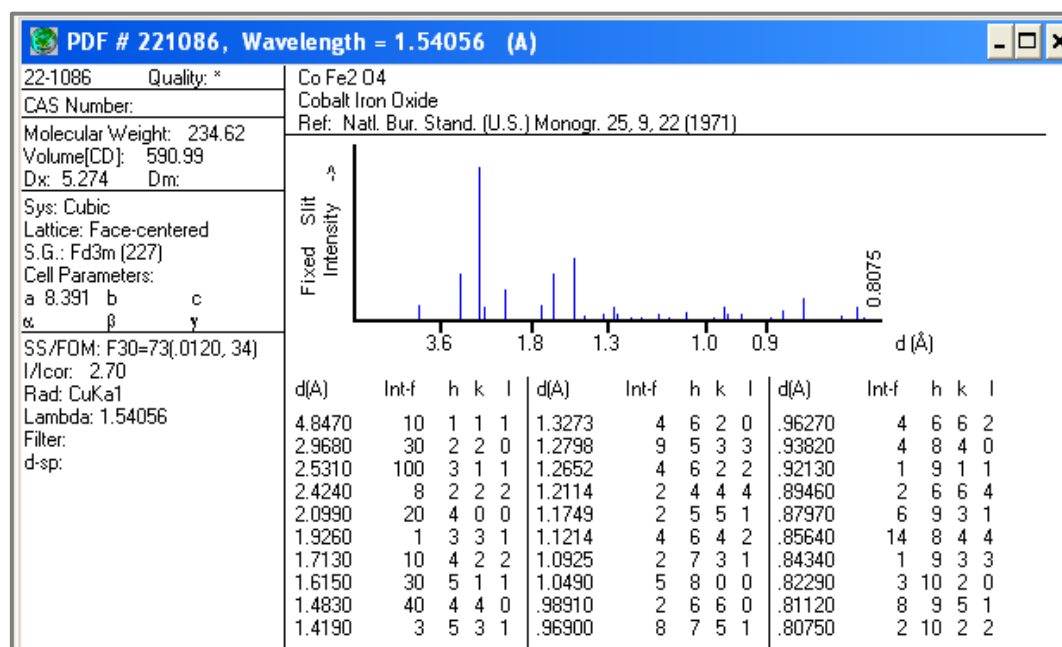 PDF # 221086, Wavelength = 1.54056 (A)
22-1086 Quality: *
CAS Number:
Molecular Weight: 234.62
Volume[CD]: 590.99
Dx: 5.274 Dm:
Sys: Cubic
Lattice: Face-centered
S.G.: Fd3m (227)
Cell Parameters:
a 8.391 b c
α β γ
SS/FOM: F30=73(.0120, 34)
I/Icor: 2.70
Rad: CuKa1
Lambda: 1.54056
Filter:
d-sp:
Co Fe2 O4
Cobalt Iron Oxide
Ref: Natl. Bur. Stand. (U.S.) Monogr. 25, 9, 22 (1971)
Fixed Slit
Intensity ->
0.8075
3.6 1.8 1.3 1.0 0.9 d (Å)
d(A) Int-f h k l d(A) Int-f h k l d(A) Int-f h k l
4.8470 10 1 1 1 1.3273 4 6 2 0 .96270 4 6 6 2
2.9680 30 2 2 0 1.2798 9 5 3 3 .93820 4 8 4 0
2.5310 100 3 1 1 1.2652 4 6 2 2 .92130 1 9 1 1
2.4240 8 2 2 2 1.2114 2 4 4 4 .89460 2 6 6 4
2.0990 20 4 0 0 1.1749 2 5 5 1 .87970 6 9 3 1
1.9260 1 3 3 1 1.1214 4 6 4 2 .85640 14 8 4 4
1.7130 10 4 2 2 1.0925 2 7 3 1 .84340 1 9 3 3
1.6150 30 5 1 1 1.0490 5 8 0 0 .82290 3 10 2 0
1.4830 40 4 4 0 .98910 2 6 6 0 .81120 8 9 5 1
1.4190 3 5 3 1 .96900 8 7 5 1 .80750 2 10 2 2